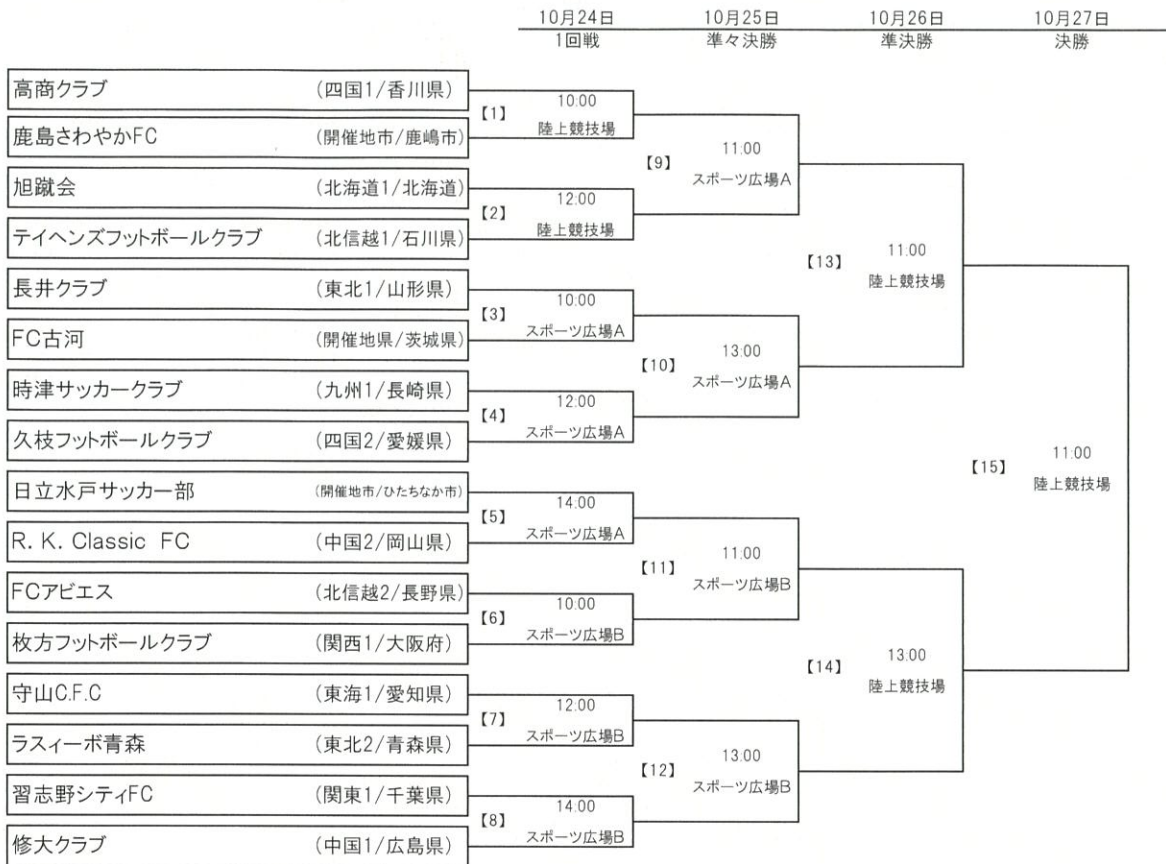 10月24日 10月25日 10月26日 10月27日
1回戦 準々決勝 準決勝 決勝
高商クラブ (四国1/香川県)
【1】 10:00 陸上競技場
鹿島さわやかFC (開催地市/鹿嶋市)
【9】 11:00 スポーツ広場A
旭蹴会 (北海道1/北海道)
【2】 12:00 陸上競技場
テイヘンズフットボールクラブ (北信越1/石川県)
【13】 11:00 陸上競技場
長井クラブ (東北1/山形県)
【3】 10:00 スポーツ広場A
FC古河 (開催地県/茨城県)
【10】 13:00 スポーツ広場A
時津サッカークラブ (九州1/長崎県)
【4】 12:00 スポーツ広場A
久枝フットボールクラブ (四国2/愛媛県)
【15】 11:00 陸上競技場
日立水戸サッカー部 (開催地市/ひたちなか市)
【5】 14:00 スポーツ広場A
R. K. Classic FC (中国2/岡山県)
【11】 11:00 スポーツ広場B
FCアビエス (北信越2/長野県)
【6】 10:00 スポーツ広場B
枚方フットボールクラブ (関西1/大阪府)
【14】 13:00 陸上競技場
守山C.F.C (東海1/愛知県)
【7】 12:00 スポーツ広場B
ラスィーボ青森 (東北2/青森県)
【12】 13:00 スポーツ広場B
習志野シティFC (関東1/千葉県)
【8】 14:00 スポーツ広場B
修大クラブ (中国1/広島県)